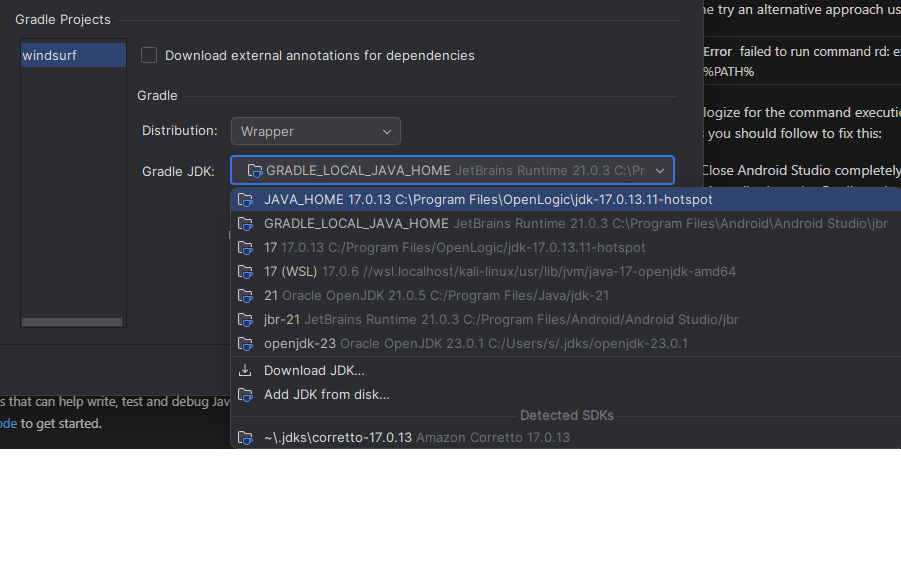 Gradle Projects
windsurf
Download external annotations for dependencies
Gradle
Distribution:
Wrapper
Gradle JDK:
GRADLE_LOCAL_JAVA_HOME JetBrains Runtime 21.0.3 C:\Pr
JAVA_HOME 17.0.13 C:\Program Files\OpenLogic\jdk-17.0.13.11-hotspot
GRADLE_LOCAL_JAVA_HOME JetBrains Runtime 21.0.3 C:\Program Files\Android\Android Studio\jbr
17 17.0.13 C:/Program Files/OpenLogic/jdk-17.0.13.11-hotspot
17 (WSL) 17.0.6 //wsl.localhost/kali-linux/usr/lib/jvm/java-17-openjdk-amd64
21 Oracle OpenJDK 21.0.5 C:/Program Files/Java/jdk-21
jbr-21 JetBrains Runtime 21.0.3 C:/Program Files/Android/Android Studio/jbr
openjdk-23 Oracle OpenJDK 23.0.1 C:/Users/s/.jdks/openjdk-23.0.1
Download JDK...
Add JDK from disk...
Detected SDKs
~\.jdks\corretto-17.0.13 Amazon Corretto 17.0.13
s that can help write, test and debug Jav
ode to get started.
ne try an alternative approach us
Error failed to run command rd: e
%PATH%
logize for the command executi
s you should follow to fix this:
Close Android Studio completely